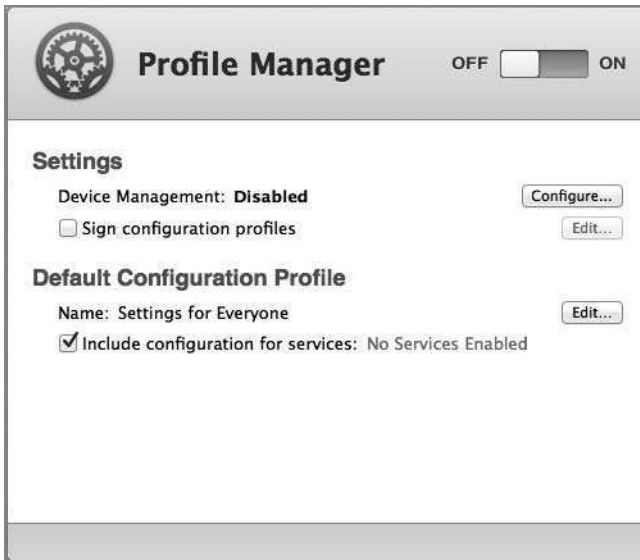 Profile Manager OFF ON
Settings
Device Management: Disabled Configure...
Sign configuration profiles Edit...
Default Configuration Profile
Name: Settings for Everyone Edit...
Include configuration for services: No Services Enabled